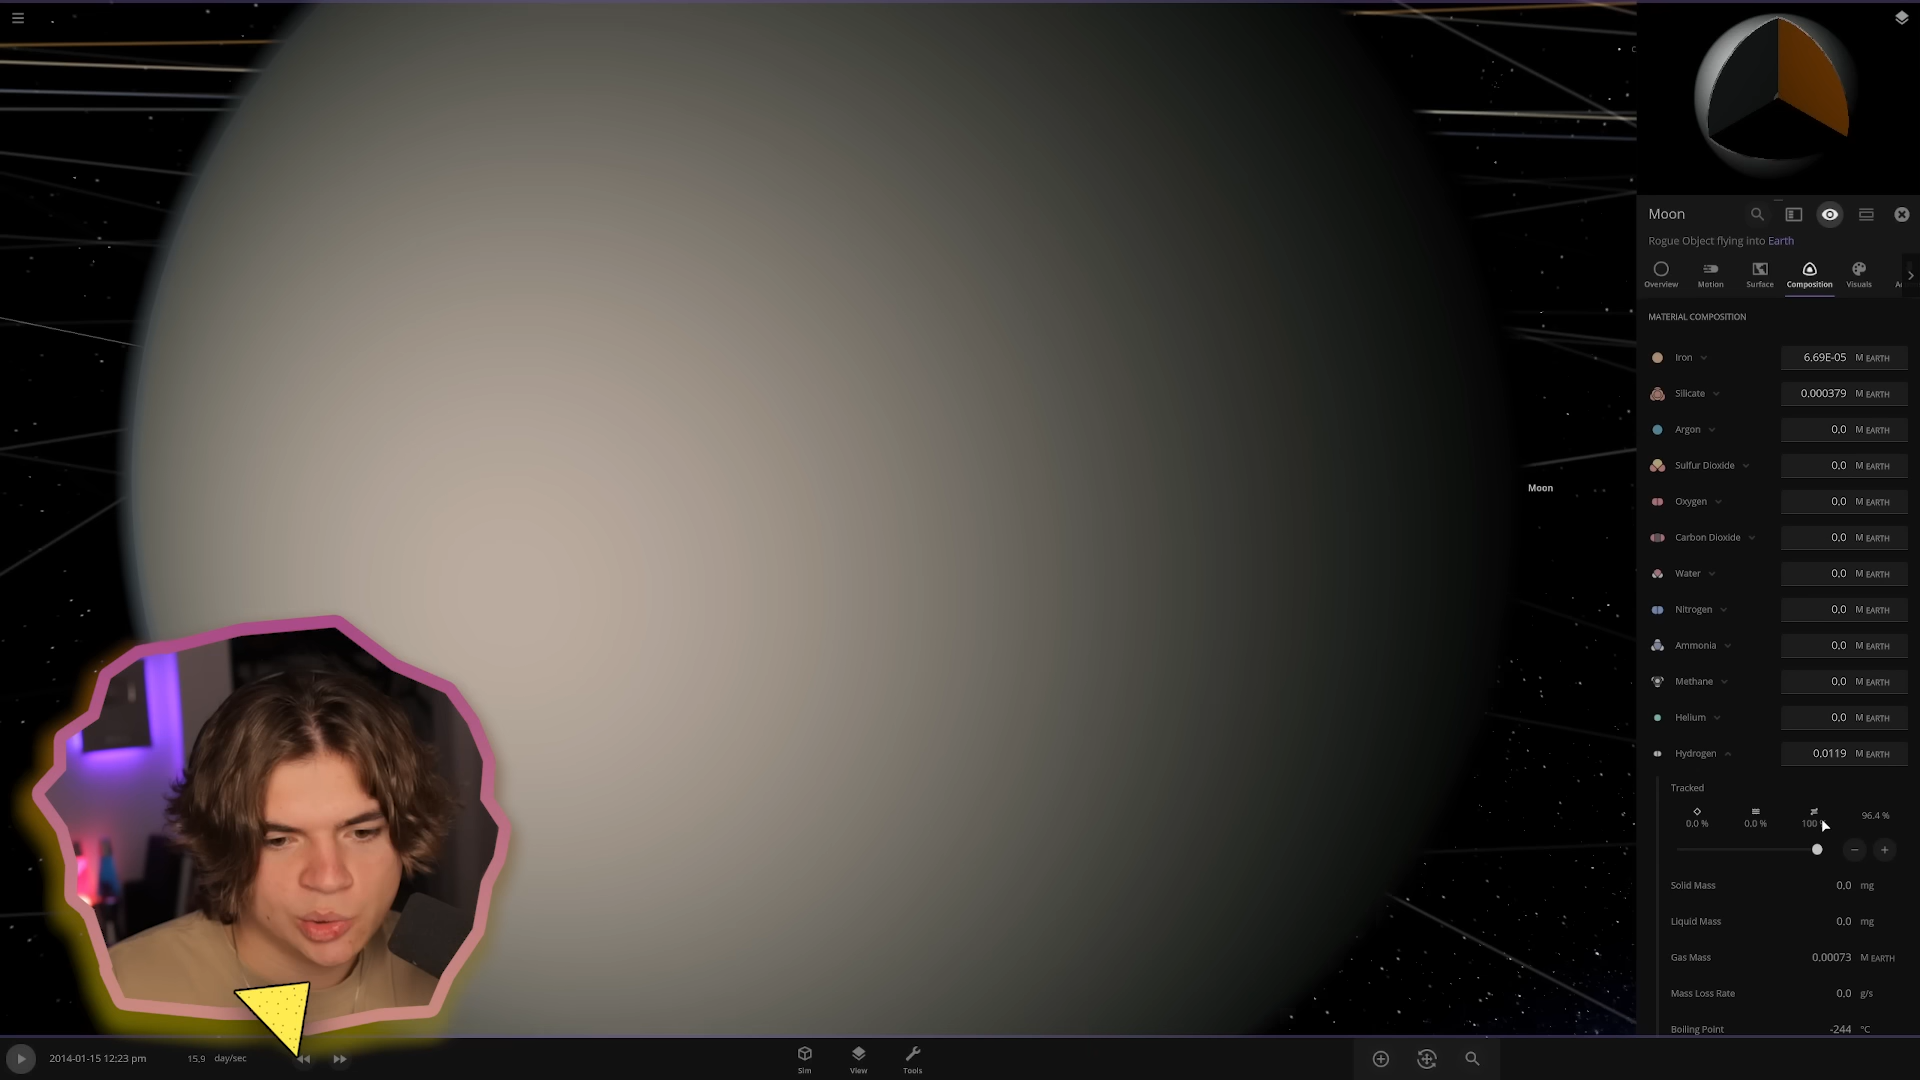 Moon
Rogue Object flying into Earth
Overview Motion Surface Composition Visuals
MATERIAL COMPOSITION
Iron 6.69E-05 M EARTH
Silicate 0.000379 M EARTH
Argon 0.0 M EARTH
Sulfur Dioxide 0.0 M EARTH
Moon
Oxygen 0.0 M EARTH
Carbon Dioxide 0.0 M EARTH
Water 0.0 M EARTH
Nitrogen 0.0 M EARTH
Ammonia 0.0 M EARTH
Methane 0.0 M EARTH
Helium 0.0 M EARTH
Hydrogen 0.0119 M EARTH
Tracked
0.0 % 0.0 % 100 96.4 %
Solid Mass 0.0 mg
Liquid Mass 0.0 mg
Gas Mass 0.00073 M EARTH
Mass Loss Rate 0.0 g/s
Boiling Point -244 °C
2014-01-15 12:23 pm 15.9 day/sec
Sim View Tools